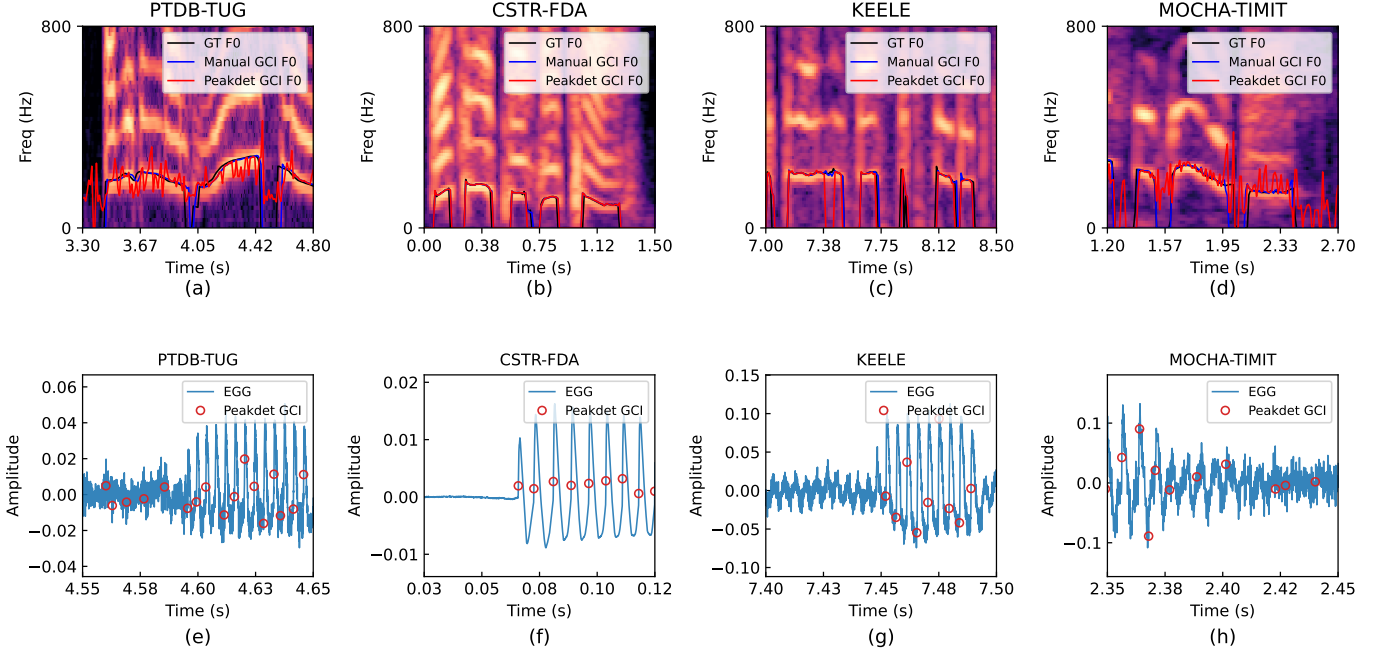 PTDB-TUG
800
Freq (Hz)
0
GT F0
Manual GCI F0
Peakdet GCI F0
3.30 3.67 4.05 4.42 4.80
Time (s)
(a)
CSTR-FDA
800
Freq (Hz)
0
GT F0
Manual GCI F0
Peakdet GCI F0
0.00 0.38 0.75 1.12 1.50
Time (s)
(b)
KEELE
800
Freq (Hz)
0
GT F0
Manual GCI F0
Peakdet GCI F0
7.00 7.38 7.75 8.12 8.50
Time (s)
(c)
MOCHA-TIMIT
800
Freq (Hz)
0
GT F0
Manual GCI F0
Peakdet GCI F0
1.20 1.57 1.95 2.33 2.70
Time (s)
(d)
PTDB-TUG
0.06
0.04
0.02
0.00
−0.02
−0.04
Amplitude
EGG
Peakdet GCI
4.55 4.58 4.60 4.63 4.65
Time (s)
(e)
CSTR-FDA
0.02
0.01
0.00
−0.01
Amplitude
EGG
Peakdet GCI
0.03 0.05 0.08 0.10 0.12
Time (s)
(f)
KEELE
0.15
0.10
0.05
0.00
−0.05
−0.10
Amplitude
EGG
Peakdet GCI
7.40 7.43 7.45 7.47 7.50
Time (s)
(g)
MOCHA-TIMIT
0.1
0.0
−0.1
Amplitude
EGG
Peakdet GCI
2.35 2.38 2.40 2.42 2.45
Time (s)
(h)